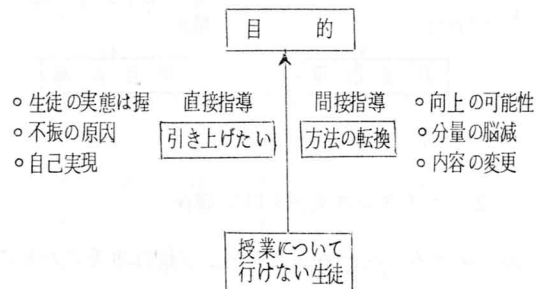 目　的
直接指導　間接指導
○生徒の実態は握
○不振の原因
○自己実現
引き上げたい
方法の転換
○向上の可能性
○分量の脳減
○内容の変更
授業について
行けない生徒